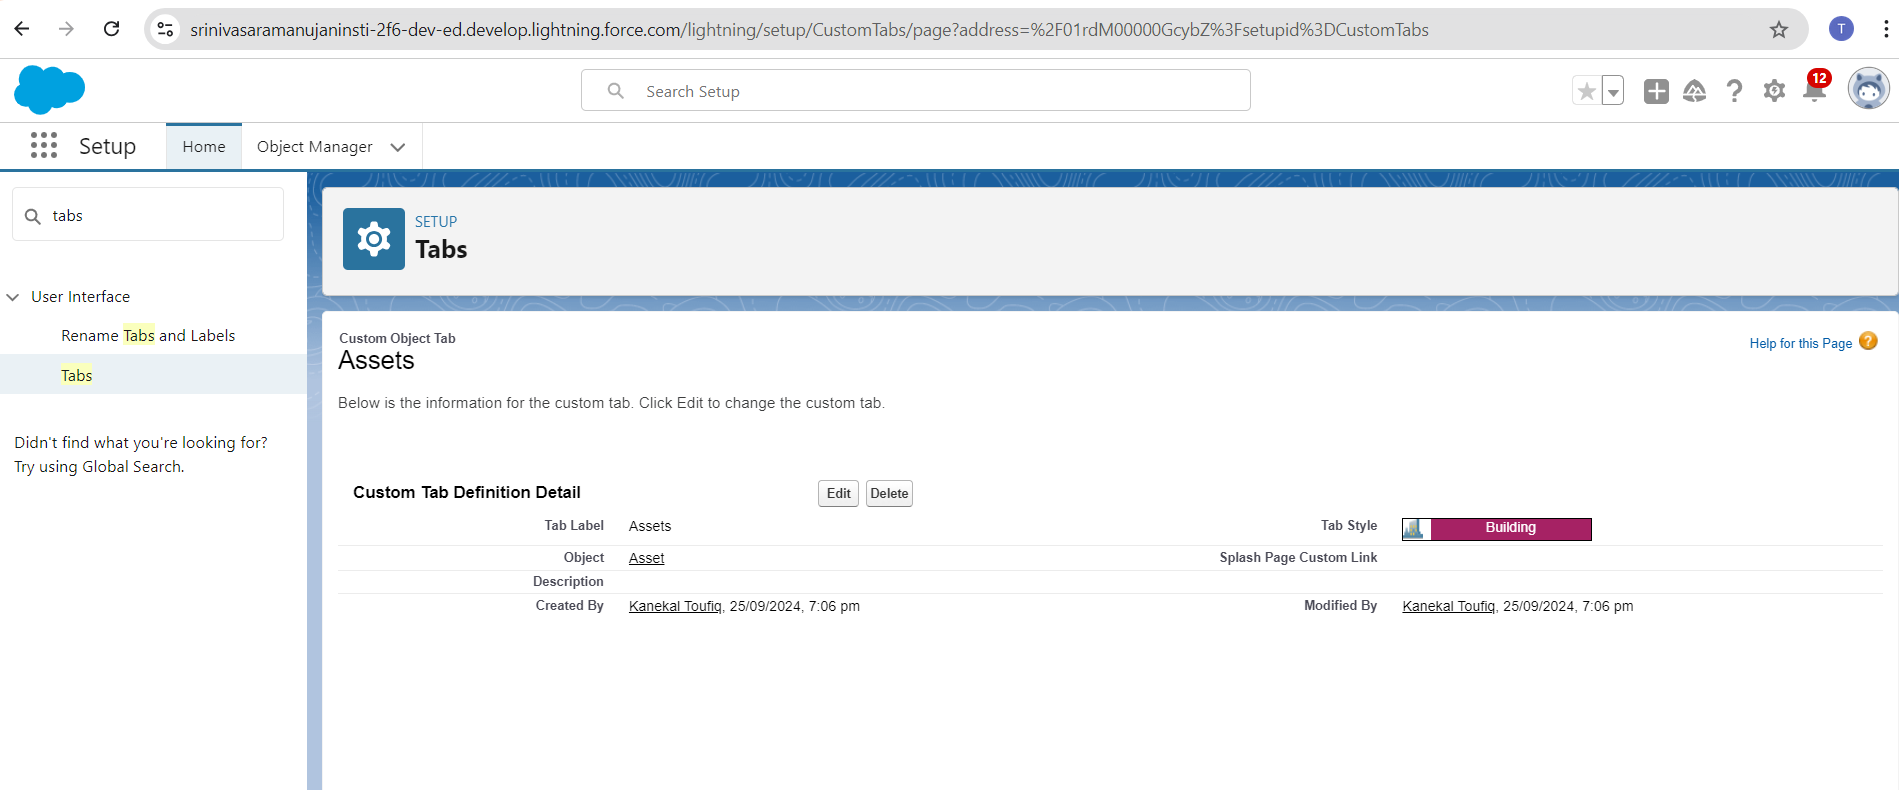 srinivasaramanujaninsti-2f6-dev-ed.develop.lightning.force.com/lightning/setup/CustomTabs/page?address=%2F01rdM00000GcybZ%3Fsetupid%3DCustomTabs
T
Search Setup
12
Setup
Home
Object Manager
tabs
SETUP
Tabs
User Interface
Rename Tabs and Labels
Tabs
Didn't find what you're looking for?
Try using Global Search.
Custom Object Tab
Assets
Help for this Page ?
Below is the information for the custom tab. Click Edit to change the custom tab.
Custom Tab Definition Detail Edit Delete
Tab Label Assets Tab Style Building
Object Asset Splash Page Custom Link
Description
Created By Kanekal Toufiq, 25/09/2024, 7:06 pm Modified By Kanekal Toufiq, 25/09/2024, 7:06 pm